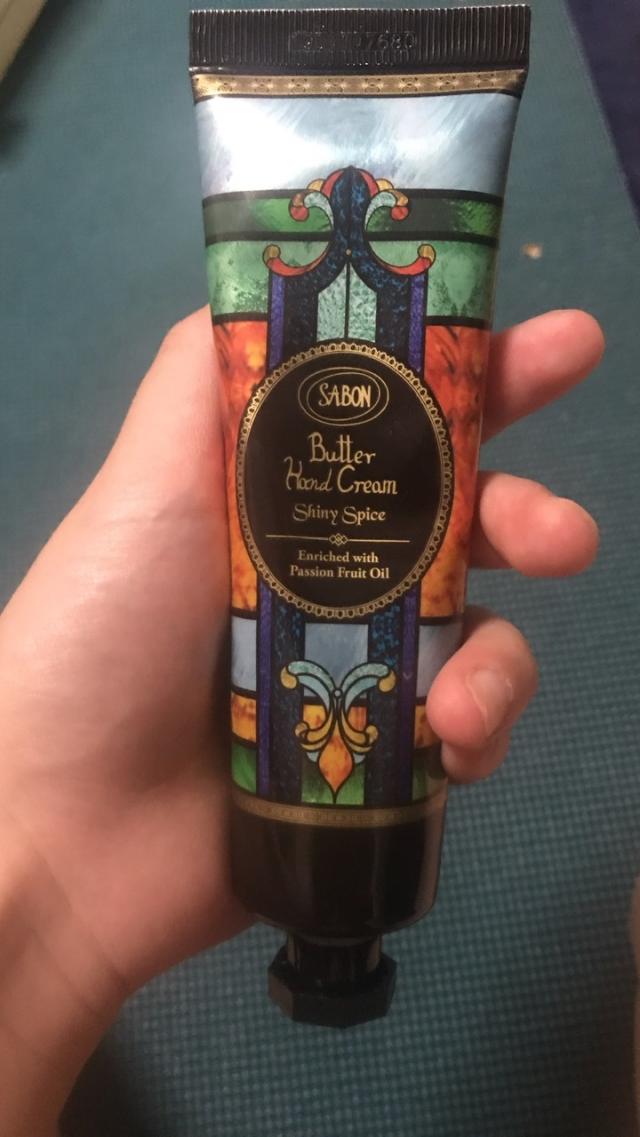 SABON
Butter
Hand Cream
Shiny Spice
Enriched with
Passion Fruit Oil